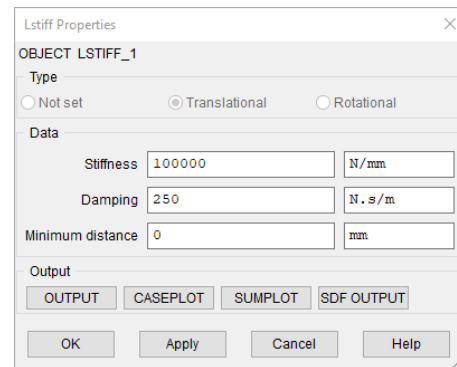 Lstiff Properties
OBJECT LSTIFF_1
Type
Not set Translational Rotational
Data
Stiffness 100000 N/mm
Damping 250 N.s/m
Minimum distance 0 mm
Output
OUTPUT CASEPLOT SUMPLOT SDF OUTPUT
OK Apply Cancel Help